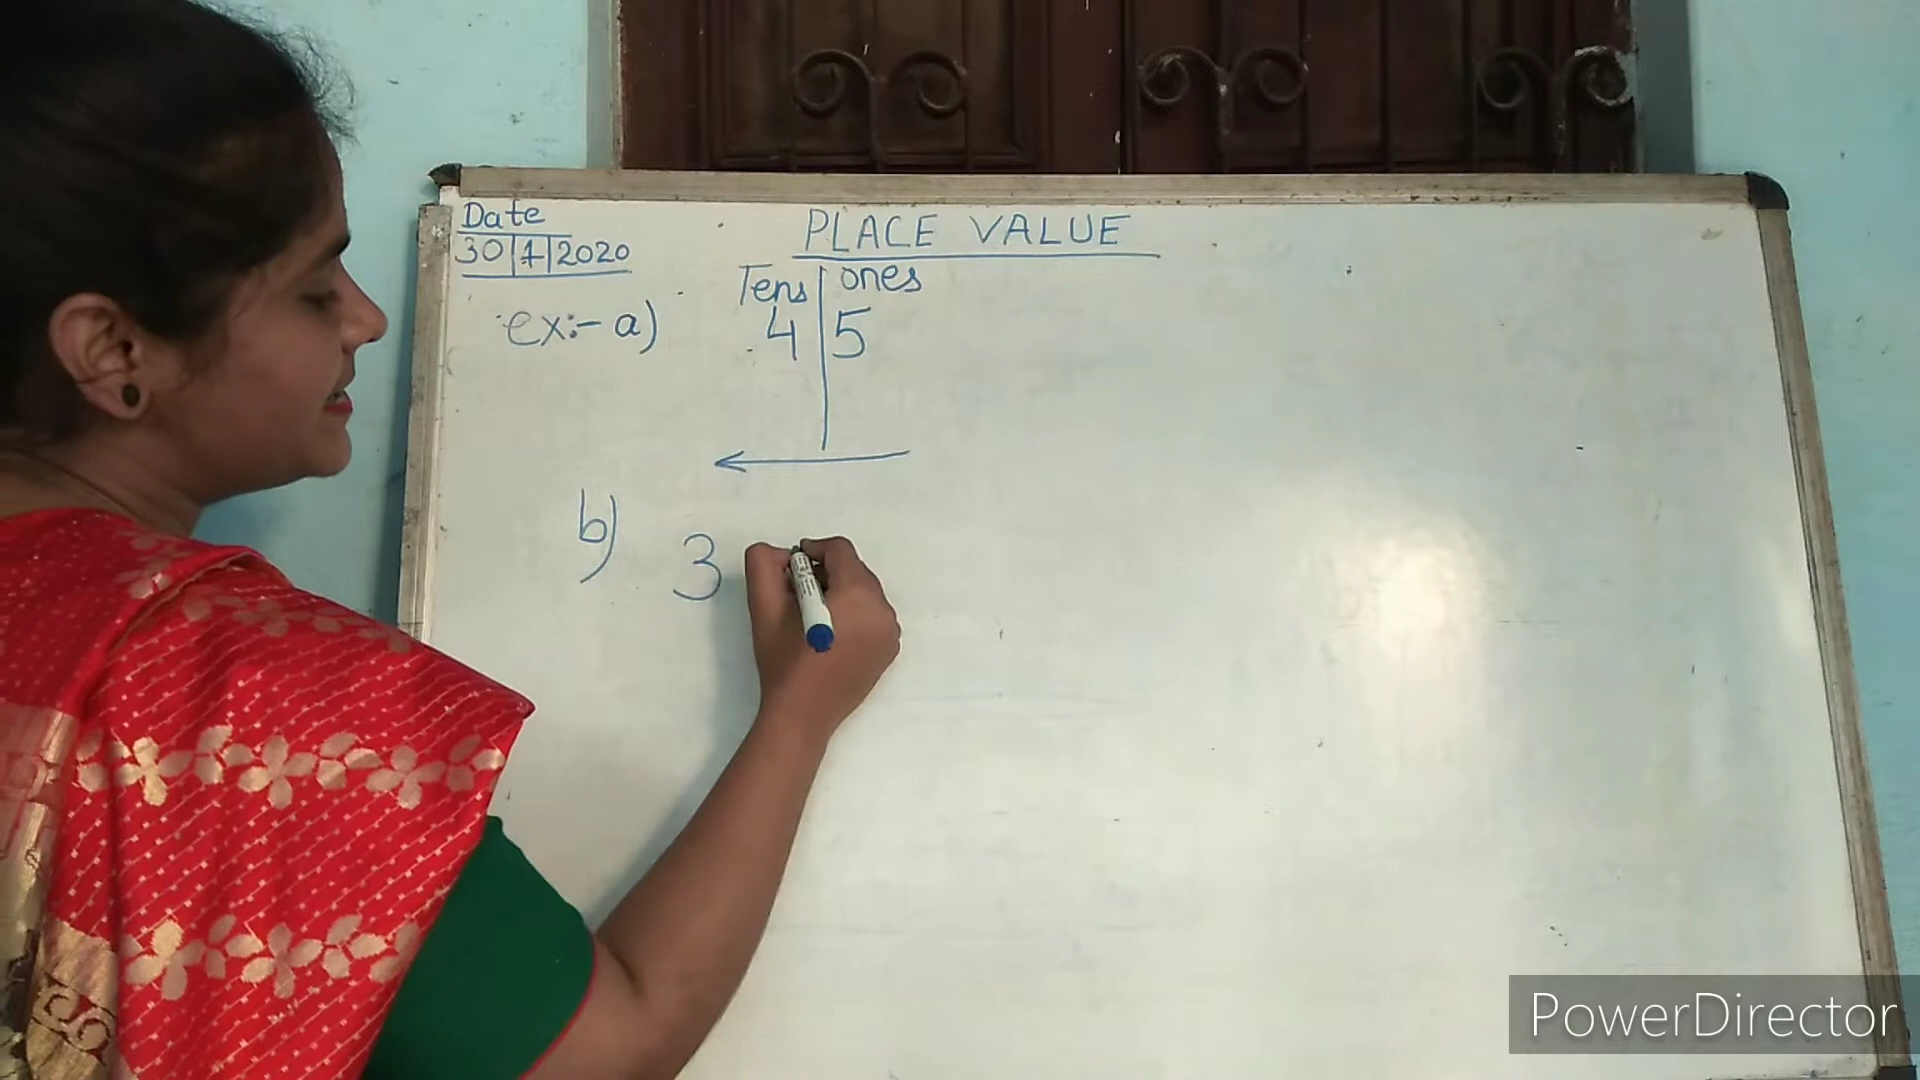 Date
PLACE VALUE
30|7|2020
Tens | ones
ex:- a) 4 | 5
b) 3
PowerDirector